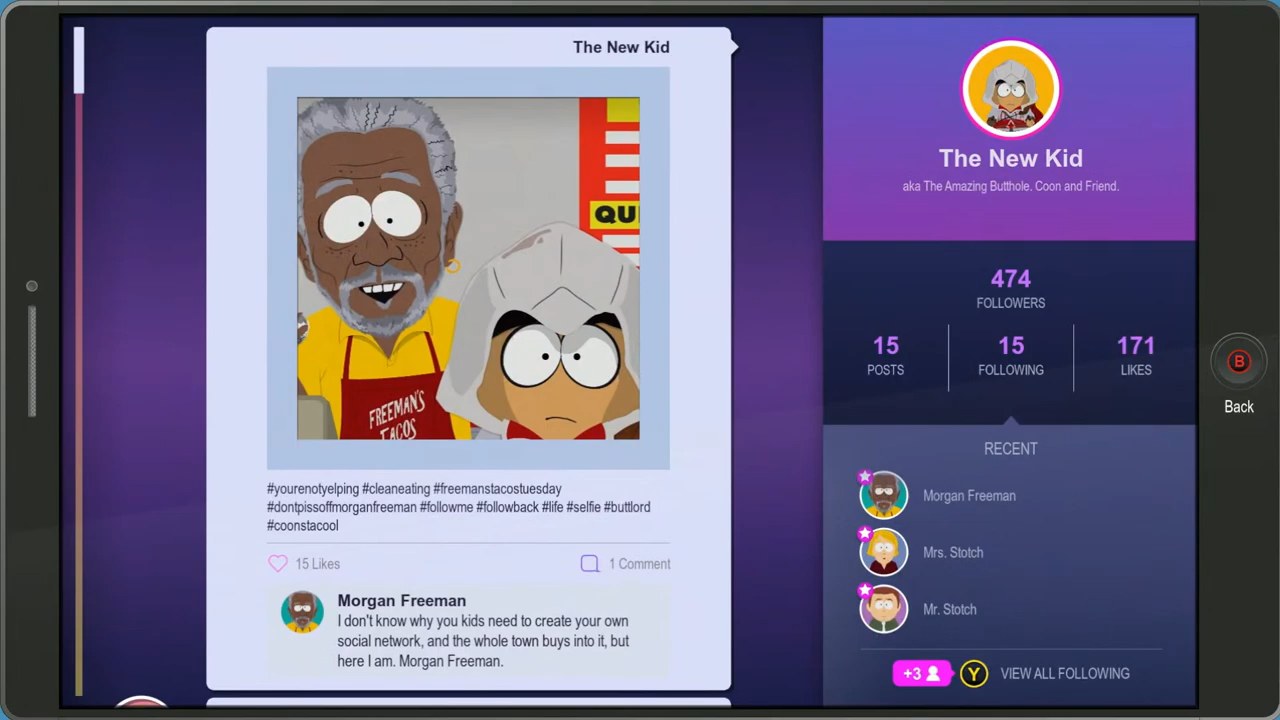 The New Kid
QU
FREEMAN'S
TACOS
#yourenotyelping #cleaneating #freemanstacostuesday
#dontpissoffmorganfreeman #followme #followback #life #selfie #buttlord
#coonstacool
15 Likes
1 Comment
Morgan Freeman
I don't know why you kids need to create your own
social network, and the whole town buys into it, but
here I am. Morgan Freeman.
The New Kid
aka The Amazing Butthole. Coon and Friend.
474
FOLLOWERS
15
POSTS
15
FOLLOWING
171
LIKES
RECENT
Morgan Freeman
Mrs. Stotch
Mr. Stotch
+3
Y
VIEW ALL FOLLOWING
B
Back